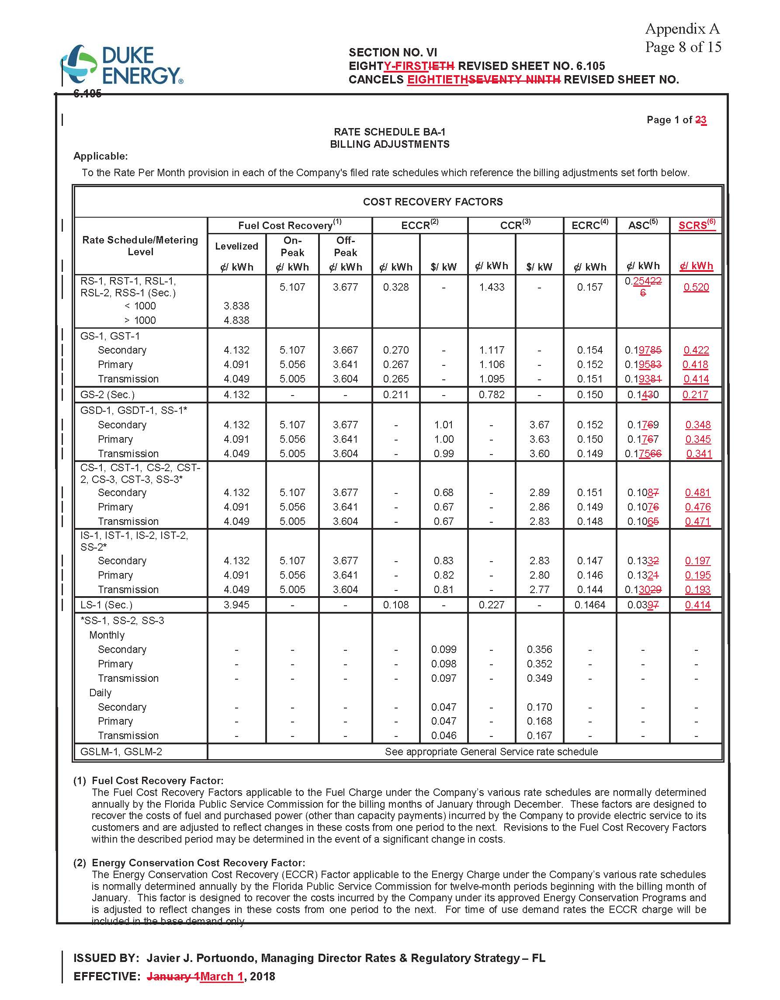 Appendix A
Page 8 of 15
DUKE
ENERGY®
SECTION NO. VI
EIGHTY-FIRSTIETH REVISED SHEET NO. 6.105
CANCELS EIGHTIETHSEVENTY NINTH REVISED SHEET NO.
6.105
Page 1 of 23
RATE SCHEDULE BA-1
BILLING ADJUSTMENTS
Applicable:
To the Rate Per Month provision in each of the Company's filed rate schedules which reference the billing adjustments set forth below.
COST RECOVERY FACTORS
Rate Schedule/Metering Level Fuel Cost Recovery(1) ECCR(2) CCR(3) ECRC(4) ASC(5) SCRS(6)
Levelized On-Peak Off-Peak
¢/ kWh ¢/ kWh ¢/ kWh ¢/ kWh $/ kW ¢/ kWh $/ kW ¢/ kWh ¢/ kWh ¢/ kWh
RS-1, RST-1, RSL-1,
RSL-2, RSS-1 (Sec.) 5.107 3.677 0.328 - 1.433 - 0.157 0.254226 0.520
< 1000 3.838
> 1000 4.838
GS-1, GST-1
Secondary 4.132 5.107 3.667 0.270 - 1.117 - 0.154 0.19785 0.422
Primary 4.091 5.056 3.641 0.267 - 1.106 - 0.152 0.19583 0.418
Transmission 4.049 5.005 3.604 0.265 - 1.095 - 0.151 0.19381 0.414
GS-2 (Sec.) 4.132 - - 0.211 - 0.782 - 0.150 0.1430 0.217
GSD-1, GSDT-1, SS-1*
Secondary 4.132 5.107 3.677 - 1.01 - 3.67 0.152 0.1769 0.348
Primary 4.091 5.056 3.641 - 1.00 - 3.63 0.150 0.1767 0.345
Transmission 4.049 5.005 3.604 - 0.99 - 3.60 0.149 0.17566 0.341
CS-1, CST-1, CS-2, CST-
2, CS-3, CST-3, SS-3*
Secondary 4.132 5.107 3.677 - 0.68 - 2.89 0.151 0.1087 0.481
Primary 4.091 5.056 3.641 - 0.67 - 2.86 0.149 0.1076 0.476
Transmission 4.049 5.005 3.604 - 0.67 - 2.83 0.148 0.1065 0.471
IS-1, IST-1, IS-2, IST-2,
SS-2*
Secondary 4.132 5.107 3.677 - 0.83 - 2.83 0.147 0.1332 0.197
Primary 4.091 5.056 3.641 - 0.82 - 2.80 0.146 0.1321 0.195
Transmission 4.049 5.005 3.604 - 0.81 - 2.77 0.144 0.13029 0.193
LS-1 (Sec.) 3.945 - - 0.108 - 0.227 - 0.1464 0.0397 0.414
*SS-1, SS-2, SS-3
Monthly
Secondary - - - - 0.099 - 0.356 - - -
Primary - - - - 0.098 - 0.352 - - -
Transmission - - - - 0.097 - 0.349 - - -
Daily
Secondary - - - - 0.047 - 0.170 - - -
Primary - - - - 0.047 - 0.168 - - -
Transmission - - - - 0.046 - 0.167 - - -
GSLM-1, GSLM-2 See appropriate General Service rate schedule
(1) Fuel Cost Recovery Factor:
The Fuel Cost Recovery Factors applicable to the Fuel Charge under the Company's various rate schedules are normally determined
annually by the Florida Public Service Commission for the billing months of January through December. These factors are designed to
recover the costs of fuel and purchased power (other than capacity payments) incurred by the Company to provide electric service to its
customers and are adjusted to reflect changes in these costs from one period to the next. Revisions to the Fuel Cost Recovery Factors
within the described period may be determined in the event of a significant change in costs.
(2) Energy Conservation Cost Recovery Factor:
The Energy Conservation Cost Recovery (ECCR) Factor applicable to the Energy Charge under the Company's various rate schedules
is normally determined annually by the Florida Public Service Commission for twelve-month periods beginning with the billing month of
January. This factor is designed to recover the costs incurred by the Company under its approved Energy Conservation Programs and
is adjusted to reflect changes in these costs from one period to the next. For time of use demand rates the ECCR charge will be
included in the base demand only
ISSUED BY: Javier J. Portuondo, Managing Director Rates & Regulatory Strategy – FL
EFFECTIVE: January 1March 1, 2018